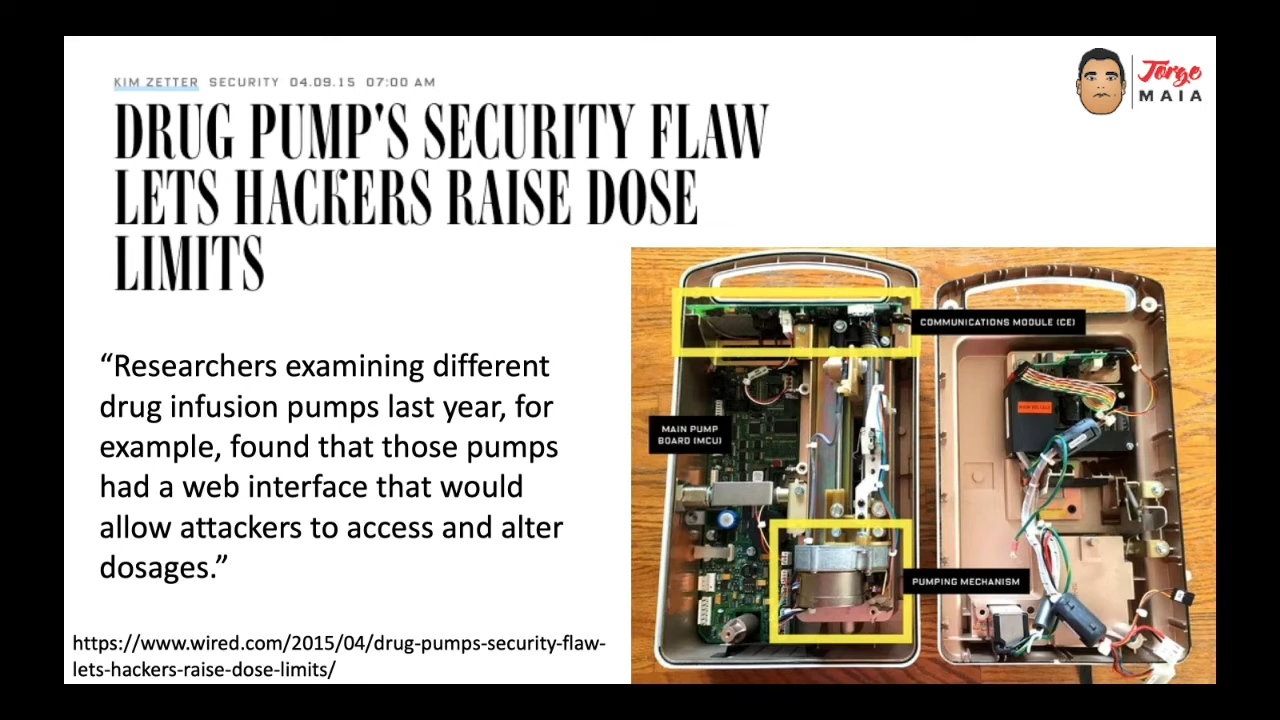 KIM ZETTER SECURITY 04.09.15 07:00 AM
DRUG PUMP'S SECURITY FLAW
LETS HACKERS RAISE DOSE
LIMITS
Jorge
MAIA
“Researchers examining different
drug infusion pumps last year, for
example, found that those pumps
had a web interface that would
allow attackers to access and alter
dosages.”
https://www.wired.com/2015/04/drug-pumps-security-flaw-
lets-hackers-raise-dose-limits/
COMMUNICATIONS MODULE (CE)
MAIN PUMP
BOARD (MCU)
HIGH VOLTAGE
PUMPING MECHANISM